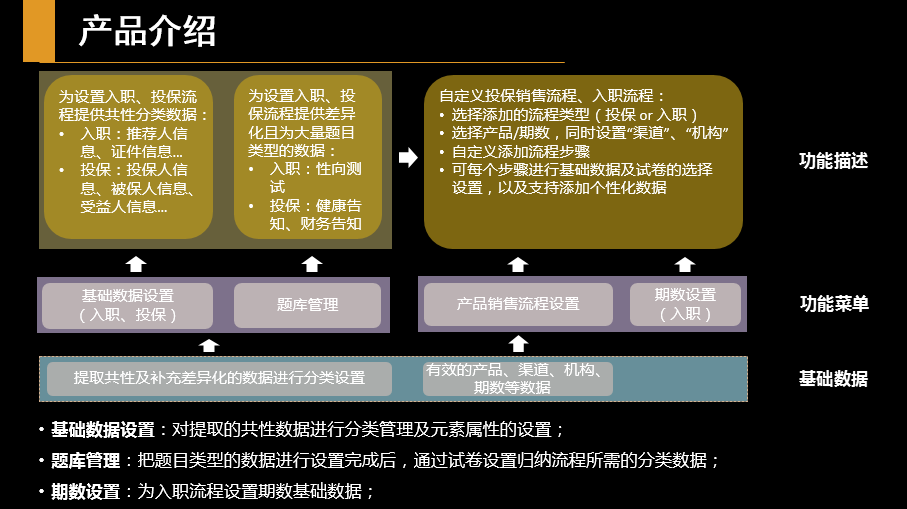 产品介绍
为设置入职、投保流
程提供共性分类数据：
• 入职：推荐人信
息、证件信息...
• 投保：投保人信
息、被保人信息、
受益人信息...
为设置入职、投
保流程提供差异
化且为大量题目
类型的数据：
• 入职：性向测
试
• 投保：健康告
知、财务告知
自定义投保销售流程、入职流程：
• 选择添加的流程类型（投保 or 入职）
• 选择产品/期数，同时设置“渠道”、“机构”
• 自定义添加流程步骤
• 可每个步骤进行基础数据及试卷的选择
设置，以及支持添加个性化数据
功能描述
基础数据设置
（入职、投保）
题库管理
产品销售流程设置
期数设置
（入职）
功能菜单
提取共性及补充差异化的数据进行分类设置
有效的产品、渠道、机构、
期数等数据
基础数据
• 基础数据设置：对提取的共性数据进行分类管理及元素属性的设置；
• 题库管理：把题目类型的数据进行设置完成后，通过试卷设置归纳流程所需的分类数据；
• 期数设置：为入职流程设置期数基础数据；